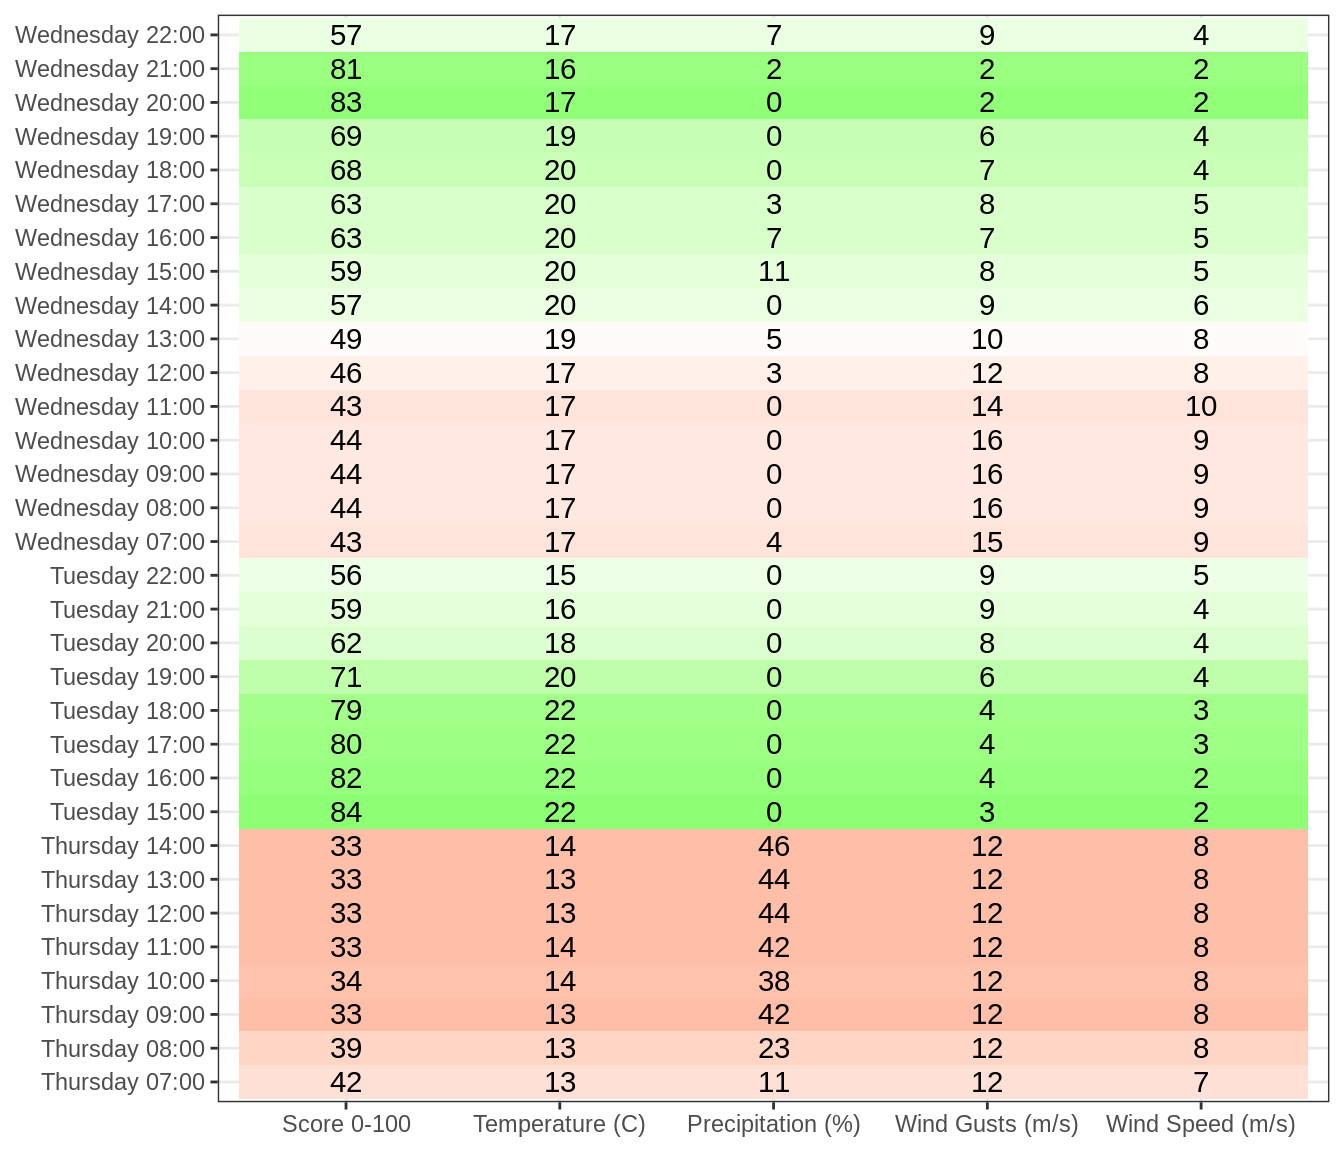 Wednesday 22:00 57 17 7 9 4
Wednesday 21:00 81 16 2 2 2
Wednesday 20:00 83 17 0 2 2
Wednesday 19:00 69 19 0 6 4
Wednesday 18:00 68 20 0 7 4
Wednesday 17:00 63 20 3 8 5
Wednesday 16:00 63 20 7 7 5
Wednesday 15:00 59 20 11 8 5
Wednesday 14:00 57 20 0 9 6
Wednesday 13:00 49 19 5 10 8
Wednesday 12:00 46 17 3 12 8
Wednesday 11:00 43 17 0 14 10
Wednesday 10:00 44 17 0 16 9
Wednesday 09:00 44 17 0 16 9
Wednesday 08:00 44 17 0 16 9
Wednesday 07:00 43 17 4 15 9
Tuesday 22:00 56 15 0 9 5
Tuesday 21:00 59 16 0 9 4
Tuesday 20:00 62 18 0 8 4
Tuesday 19:00 71 20 0 6 4
Tuesday 18:00 79 22 0 4 3
Tuesday 17:00 80 22 0 4 3
Tuesday 16:00 82 22 0 4 2
Tuesday 15:00 84 22 0 3 2
Thursday 14:00 33 14 46 12 8
Thursday 13:00 33 13 44 12 8
Thursday 12:00 33 13 44 12 8
Thursday 11:00 33 14 42 12 8
Thursday 10:00 34 14 38 12 8
Thursday 09:00 33 13 42 12 8
Thursday 08:00 39 13 23 12 8
Thursday 07:00 42 13 11 12 7
Score 0-100 Temperature (C) Precipitation (%) Wind Gusts (m/s) Wind Speed (m/s)